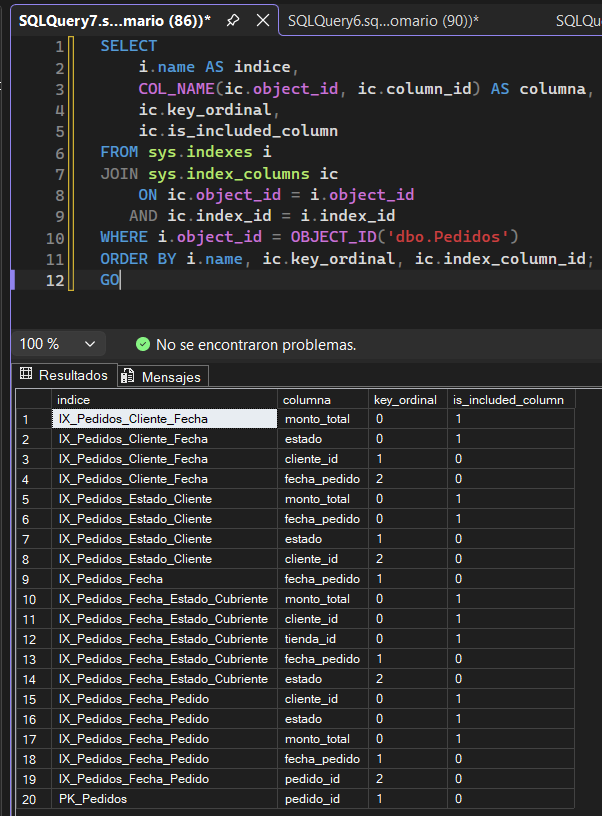 SQLQuery7.s...mario (86))* SQLQuery6.sq...omario (90))* SQLQu
1 SELECT
2 i.name AS indice,
3 COL_NAME(ic.object_id, ic.column_id) AS columna,
4 ic.key_ordinal,
5 ic.is_included_column
6 FROM sys.indexes i
7 JOIN sys.index_columns ic
8 ON ic.object_id = i.object_id
9 AND ic.index_id = i.index_id
10 WHERE i.object_id = OBJECT_ID('dbo.Pedidos')
11 ORDER BY i.name, ic.key_ordinal, ic.index_column_id;
12 GO
100 % No se encontraron problemas.
Resultados Mensajes
indice columna key_ordinal is_included_column
1 IX_Pedidos_Cliente_Fecha monto_total 0 1
2 IX_Pedidos_Cliente_Fecha estado 0 1
3 IX_Pedidos_Cliente_Fecha cliente_id 1 0
4 IX_Pedidos_Cliente_Fecha fecha_pedido 2 0
5 IX_Pedidos_Estado_Cliente monto_total 0 1
6 IX_Pedidos_Estado_Cliente fecha_pedido 0 1
7 IX_Pedidos_Estado_Cliente estado 1 0
8 IX_Pedidos_Estado_Cliente cliente_id 2 0
9 IX_Pedidos_Fecha fecha_pedido 1 0
10 IX_Pedidos_Fecha_Estado_Cubriente monto_total 0 1
11 IX_Pedidos_Fecha_Estado_Cubriente cliente_id 0 1
12 IX_Pedidos_Fecha_Estado_Cubriente tienda_id 0 1
13 IX_Pedidos_Fecha_Estado_Cubriente fecha_pedido 1 0
14 IX_Pedidos_Fecha_Estado_Cubriente estado 2 0
15 IX_Pedidos_Fecha_Pedido cliente_id 0 1
16 IX_Pedidos_Fecha_Pedido estado 0 1
17 IX_Pedidos_Fecha_Pedido monto_total 0 1
18 IX_Pedidos_Fecha_Pedido fecha_pedido 1 0
19 IX_Pedidos_Fecha_Pedido pedido_id 2 0
20 PK_Pedidos pedido_id 1 0